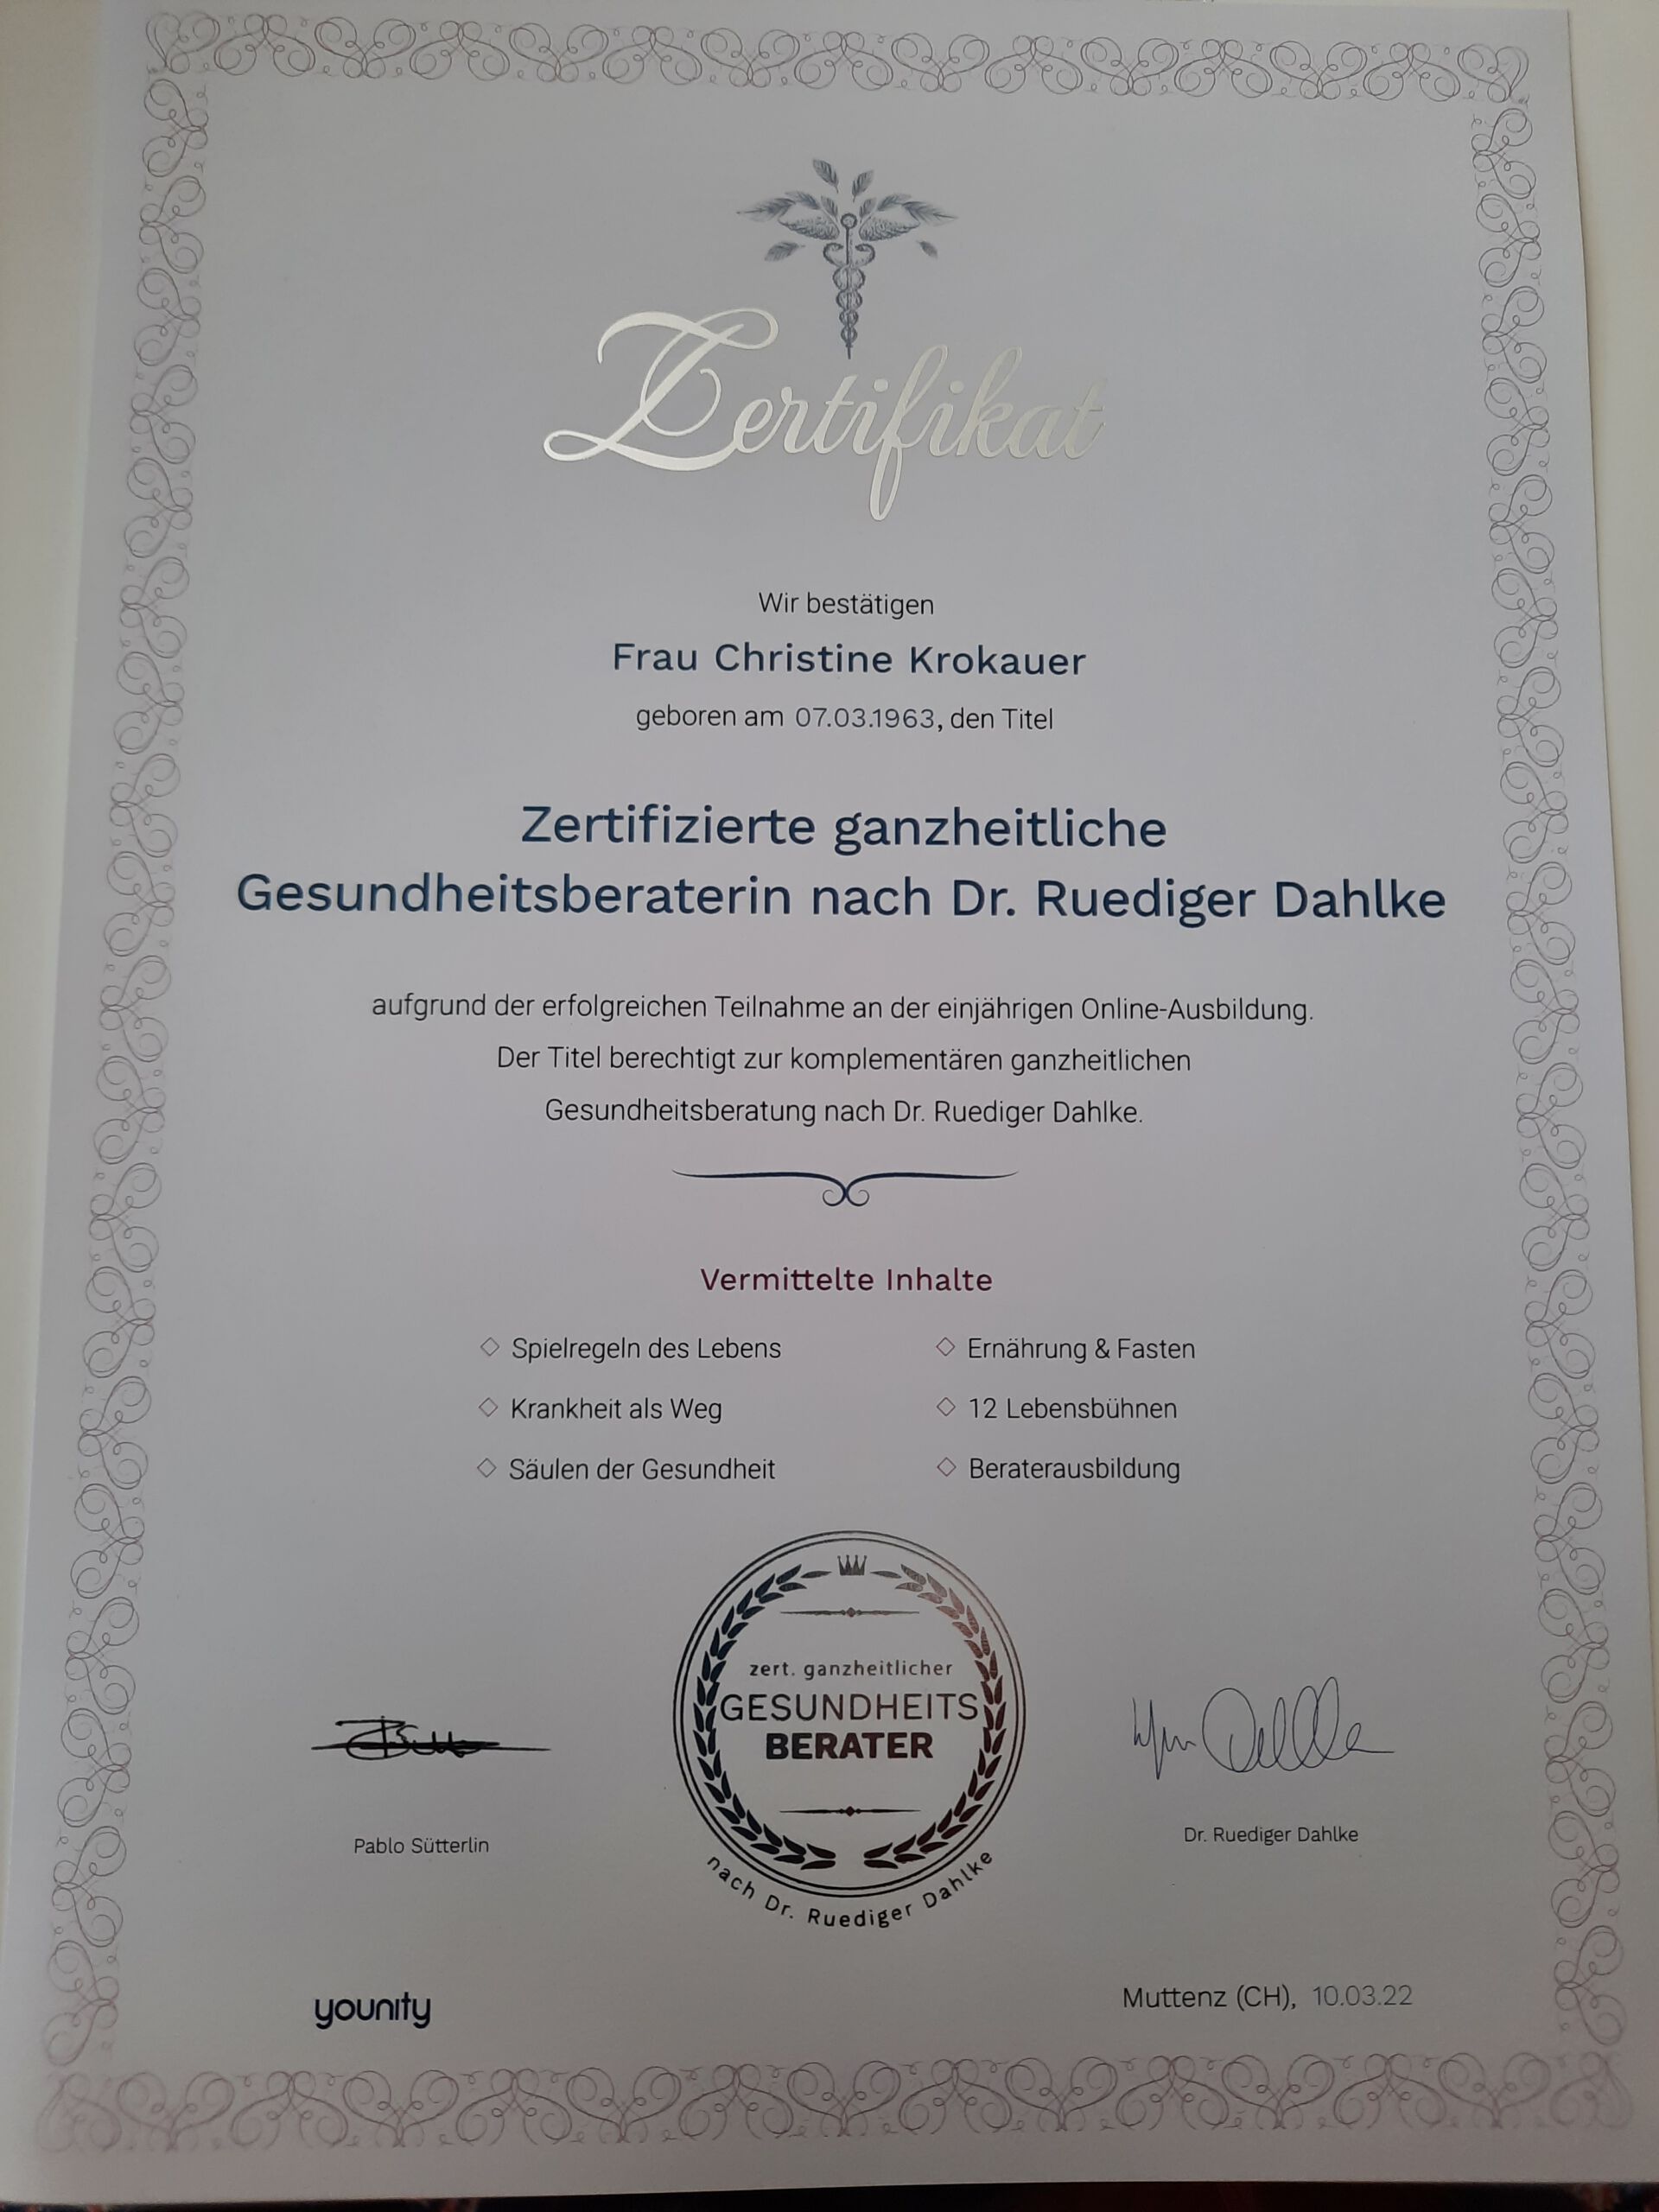 Zertifikat
Wir bestätigen
Frau Christine Krokauer
geboren am 07.03.1963, den Titel
Zertifizierte ganzheitliche
Gesundheitsberaterin nach Dr. Ruediger Dahlke
aufgrund der erfolgreichen Teilnahme an der einjährigen Online-Ausbildung.
Der Titel berechtigt zur komplementären ganzheitlichen
Gesundheitsberatung nach Dr. Ruediger Dahlke.
Vermittelte Inhalte
◇ Spielregeln des Lebens
◇ Krankheit als Weg
◇ Säulen der Gesundheit
◇ Ernährung & Fasten
◇ 12 Lebensbühnen
◇ Beraterausbildung
zert. ganzheitlicher
GESUNDHEITS
BERATER
nach Dr. Ruediger Dahlke
Pablo Sütterlin
Dr. Ruediger Dahlke
younity
Muttenz (CH), 10.03.22